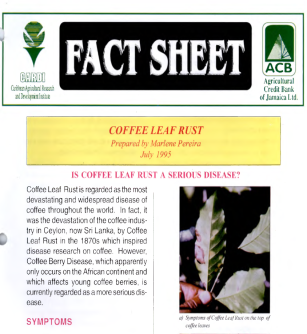 FACT SHEET
CARDI
Caribbean Agricultural Research
and Development Institute
ACB
Agricultural
Credit Bank
of Jamaica Ltd.
COFFEE LEAF RUST
Prepared by Marlene Pereira
July 1995
IS COFFEE LEAF RUST A SERIOUS DISEASE?
Coffee Leaf Rust is regarded as the most
devastating and widespread disease of
coffee throughout the world. In fact, it
was the devastation of the coffee indus-
try in Ceylon, now Sri Lanka, by Coffee
Leaf Rust in the 1870s which inspired
disease research on coffee. However,
Coffee Berry Disease, which apparently
only occurs on the African continent and
which affects young coffee berries, is
currently regarded as a more serious dis-
ease.
a) Symptoms of Coffee Leaf Rust on the top of
coffee leaves
SYMPTOMS